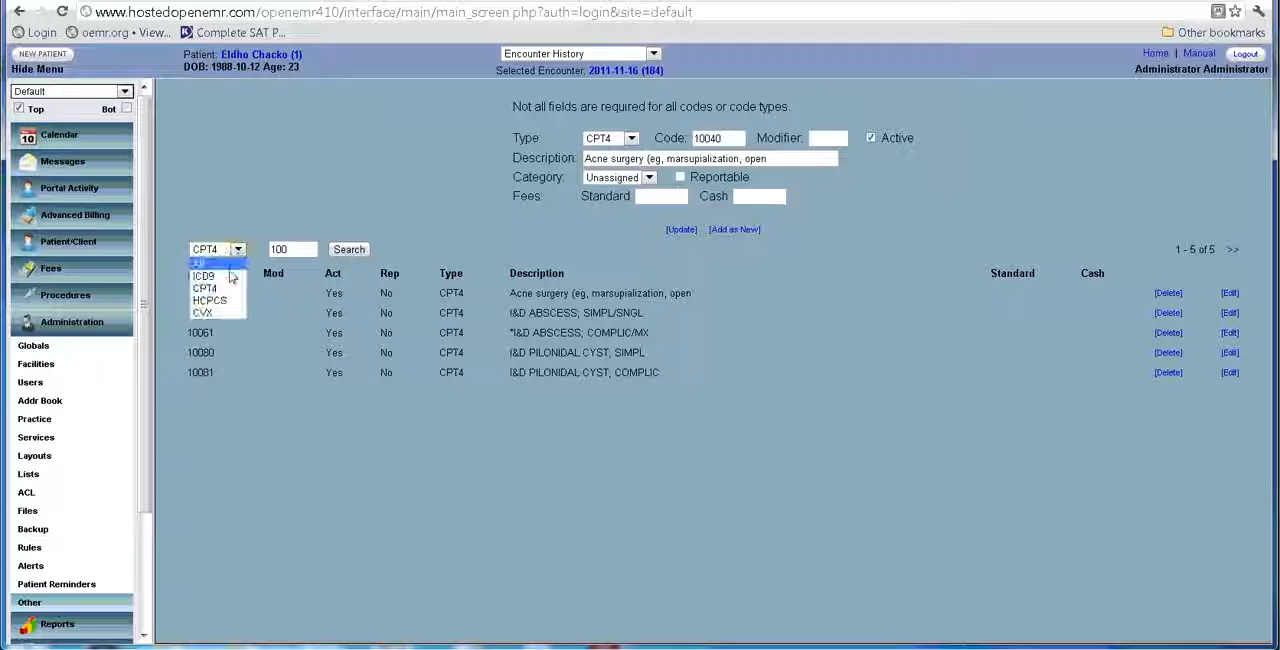 www.hostedopenemr.com/openemr410/interface/main/main_screen.php?auth=login&site=default
Login oemr.org • View... Complete SAT P... Other bookmarks
NEW PATIENT Patient: Eldho Chacko (1) Encounter History Home | Manual Logout
Hide Menu DOB: 1988-10-12 Age: 23 Selected Encounter: 2011-11-16 (184) Administrator Administrator
Default
Top Bot
Calendar
Messages
Portal Activity
Advanced Billing
Patient/Client
Fees
Procedures
Administration
Globals
Facilities
Users
Addr Book
Practice
Services
Layouts
Lists
ACL
Files
Backup
Rules
Alerts
Patient Reminders
Other
Reports
Not all fields are required for all codes or code types.
Type: CPT4 Code: 10040 Modifier: Active
Description: Acne surgery (eg, marsupialization, open
Category: Unassigned Reportable
Fees: Standard Cash
[Update] [Add as New]
CPT4 100 Search 1 - 5 of 5 >>
ICD9
CPT4
HCPCS
CVX
Mod Act Rep Type Description Standard Cash
Yes No CPT4 Acne surgery (eg, marsupialization, open [Delete] [Edit]
Yes No CPT4 I&D ABSCESS; SIMPL/SNGL [Delete] [Edit]
10061 Yes No CPT4 *I&D ABSCESS; COMPLIC/MX [Delete] [Edit]
10080 Yes No CPT4 I&D PILONIDAL CYST; SIMPL [Delete] [Edit]
10081 Yes No CPT4 I&D PILONIDAL CYST; COMPLIC [Delete] [Edit]